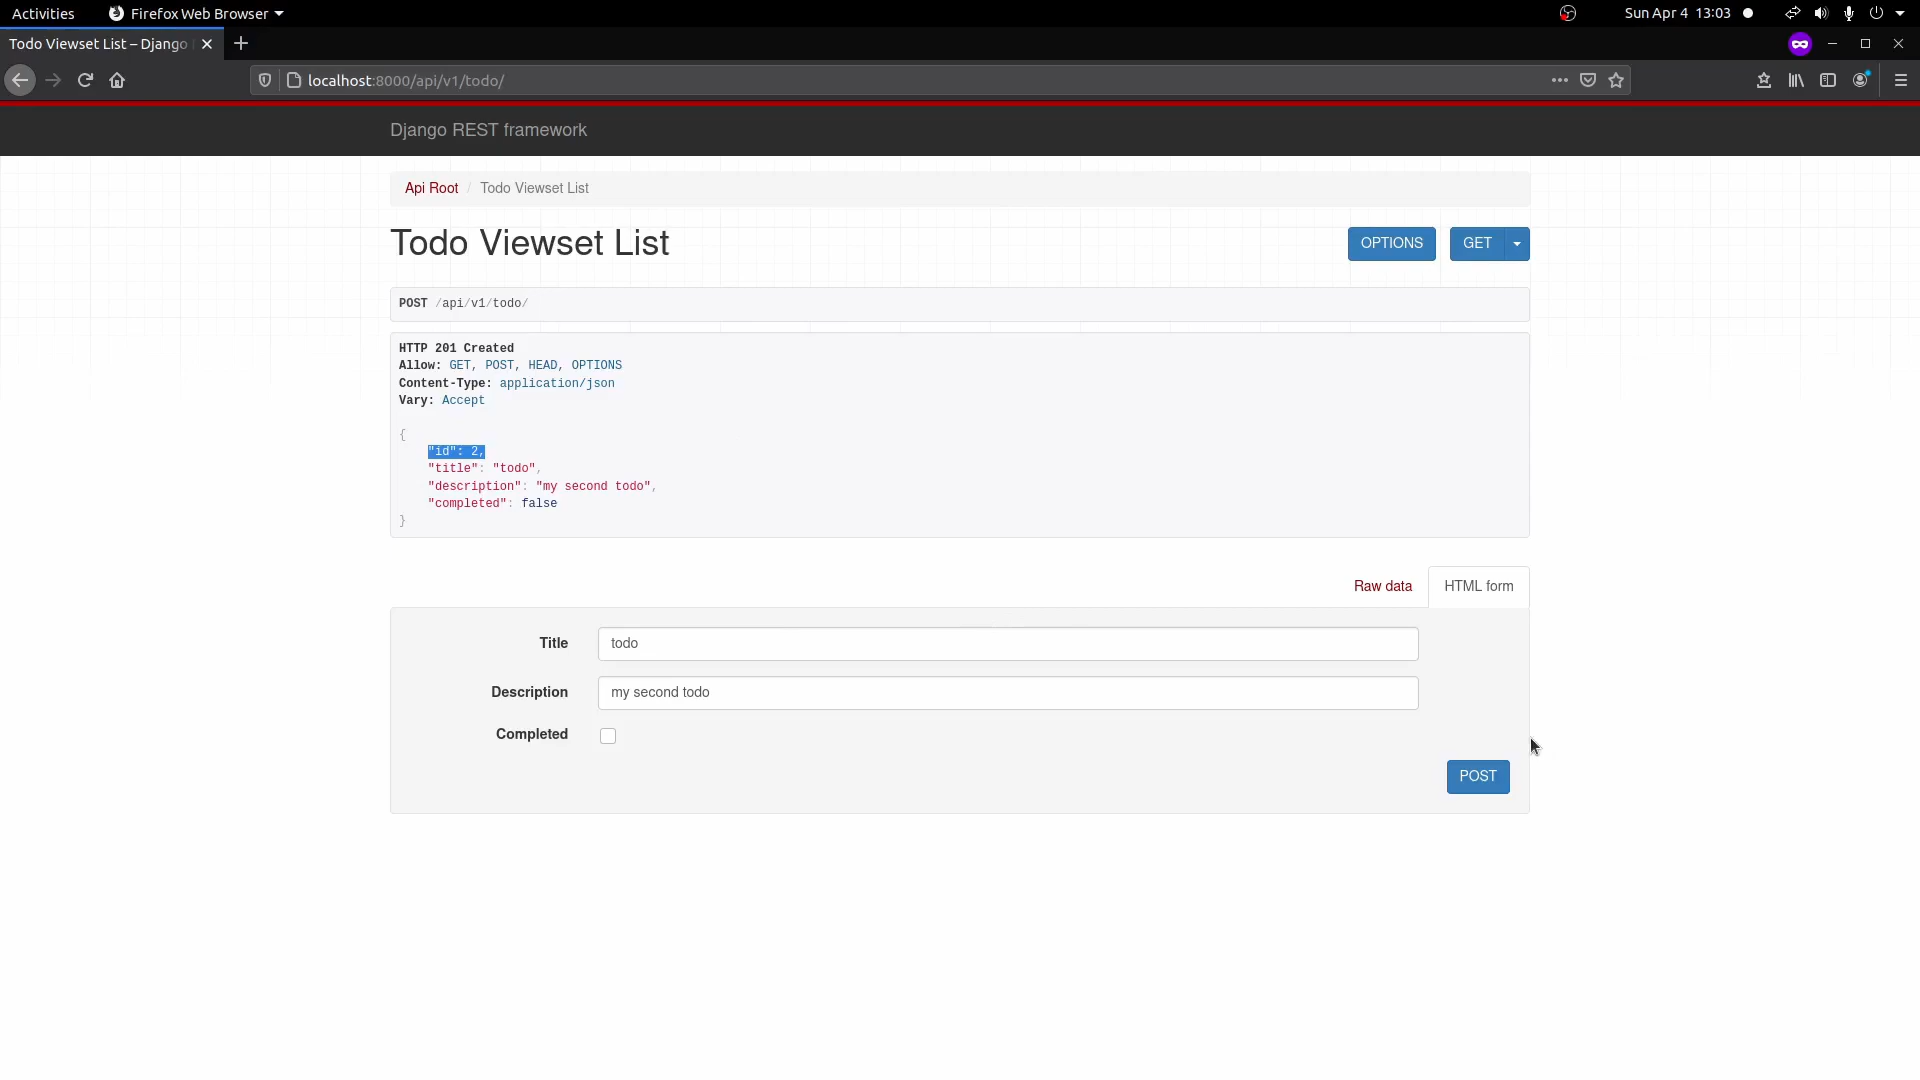 Activities Firefox Web Browser Sun Apr 4 13:03
Todo Viewset List – Django
localhost:8000/api/v1/todo/
Django REST framework
Api Root / Todo Viewset List
Todo Viewset List OPTIONS GET
POST /api/v1/todo/
HTTP 201 Created
Allow: GET, POST, HEAD, OPTIONS
Content-Type: application/json
Vary: Accept
{
"id": 2,
"title": "todo",
"description": "my second todo",
"completed": false
}
Raw data HTML form
Title todo
Description my second todo
Completed
POST